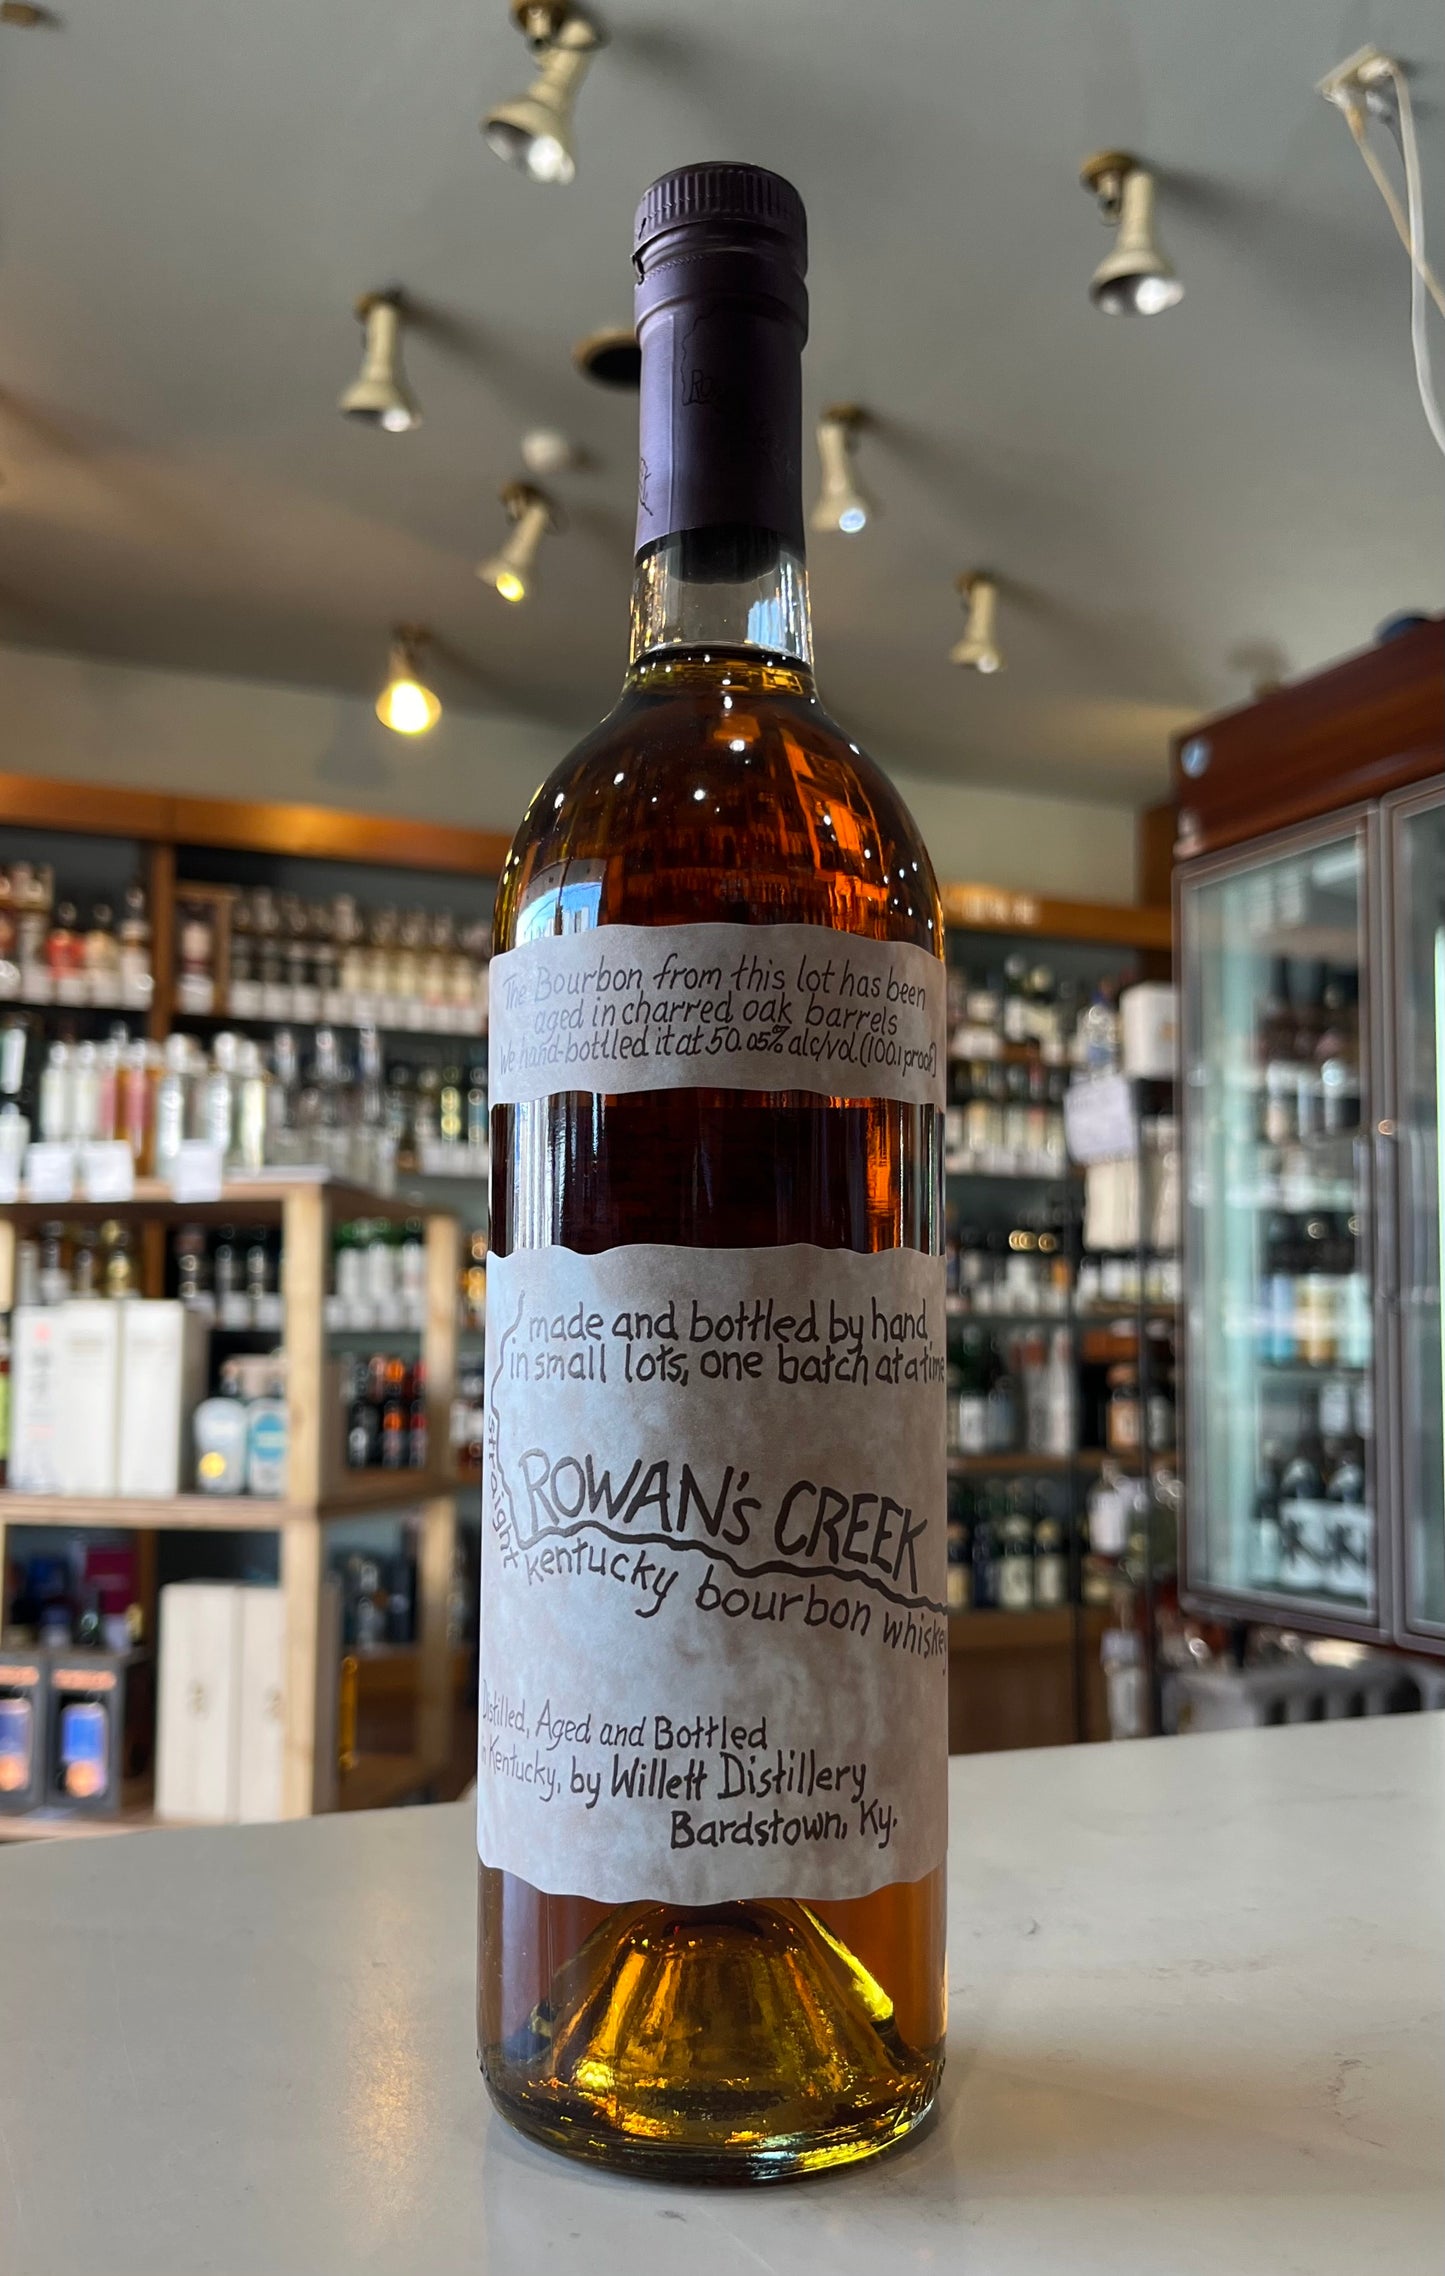 The Bourbon from this lot has been
aged in charred oak barrels
We hand-bottled it at 50.05% alc/vol. (100.1 proof)
made and bottled by hand
in small lots, one batch at a time
ROWAN'S CREEK
straight kentucky bourbon whiskey
Distilled, Aged and Bottled
in Kentucky, by Willett Distillery
Bardstown, Ky.